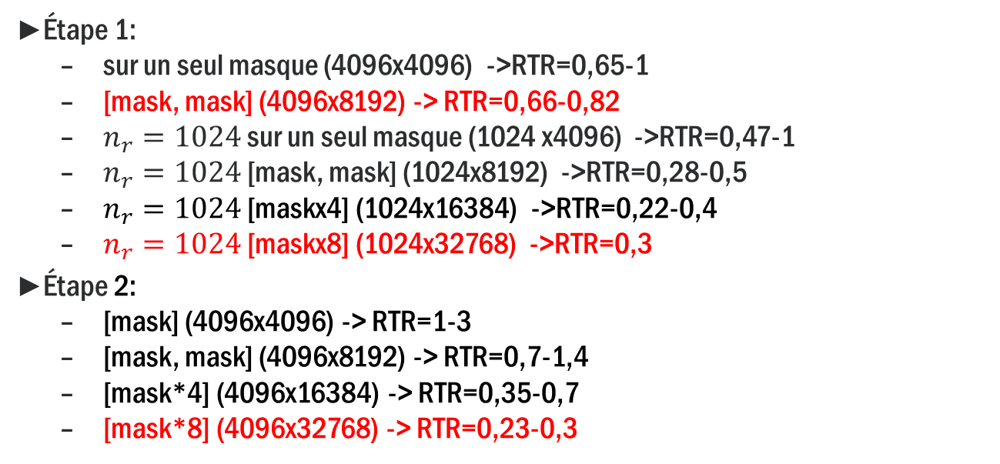 ►Étape 1:
– sur un seul masque (4096x4096) ->RTR=0,65-1
– [mask, mask] (4096x8192) -> RTR=0,66-0,82
– 𝑛𝑟 = 1024 sur un seul masque (1024 x4096) ->RTR=0,47-1
– 𝑛𝑟 = 1024 [mask, mask] (1024x8192) ->RTR=0,28-0,5
– 𝑛𝑟 = 1024 [maskx4] (1024x16384) ->RTR=0,22-0,4
– 𝑛𝑟 = 1024 [maskx8] (1024x32768) ->RTR=0,3
►Étape 2:
– [mask] (4096x4096) -> RTR=1-3
– [mask, mask] (4096x8192) -> RTR=0,7-1,4
– [mask*4] (4096x16384) -> RTR=0,35-0,7
– [mask*8] (4096x32768) -> RTR=0,23-0,3